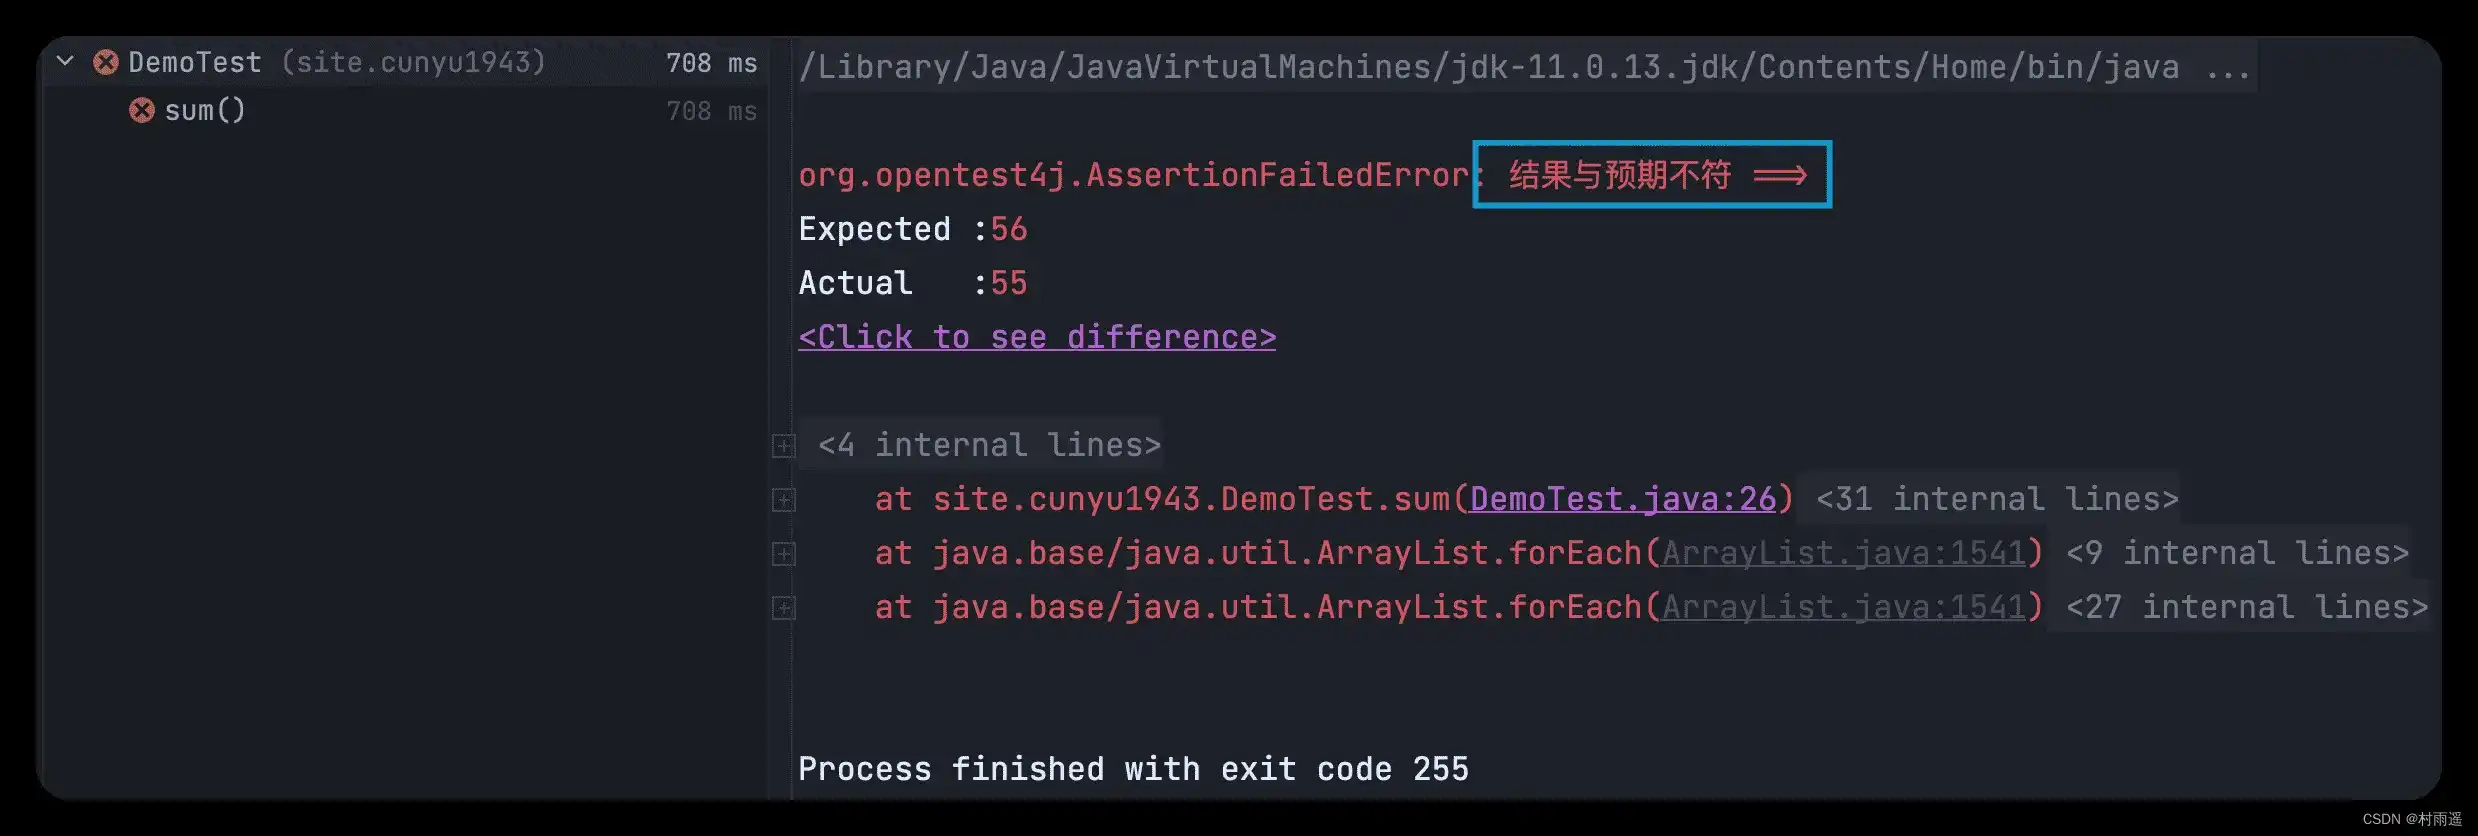 DemoTest (site.cunyu1943) 708 ms
sum() 708 ms
/Library/Java/JavaVirtualMachines/jdk-11.0.13.jdk/Contents/Home/bin/java ...
org.opentest4j.AssertionFailedError: 结果与预期不符 ==>
Expected :56
Actual   :55
<Click to see difference>
<4 internal lines>
at site.cunyu1943.DemoTest.sum(DemoTest.java:26) <31 internal lines>
at java.base/java.util.ArrayList.forEach(ArrayList.java:1541) <9 internal lines>
at java.base/java.util.ArrayList.forEach(ArrayList.java:1541) <27 internal lines>
Process finished with exit code 255
CSDN @村雨遥